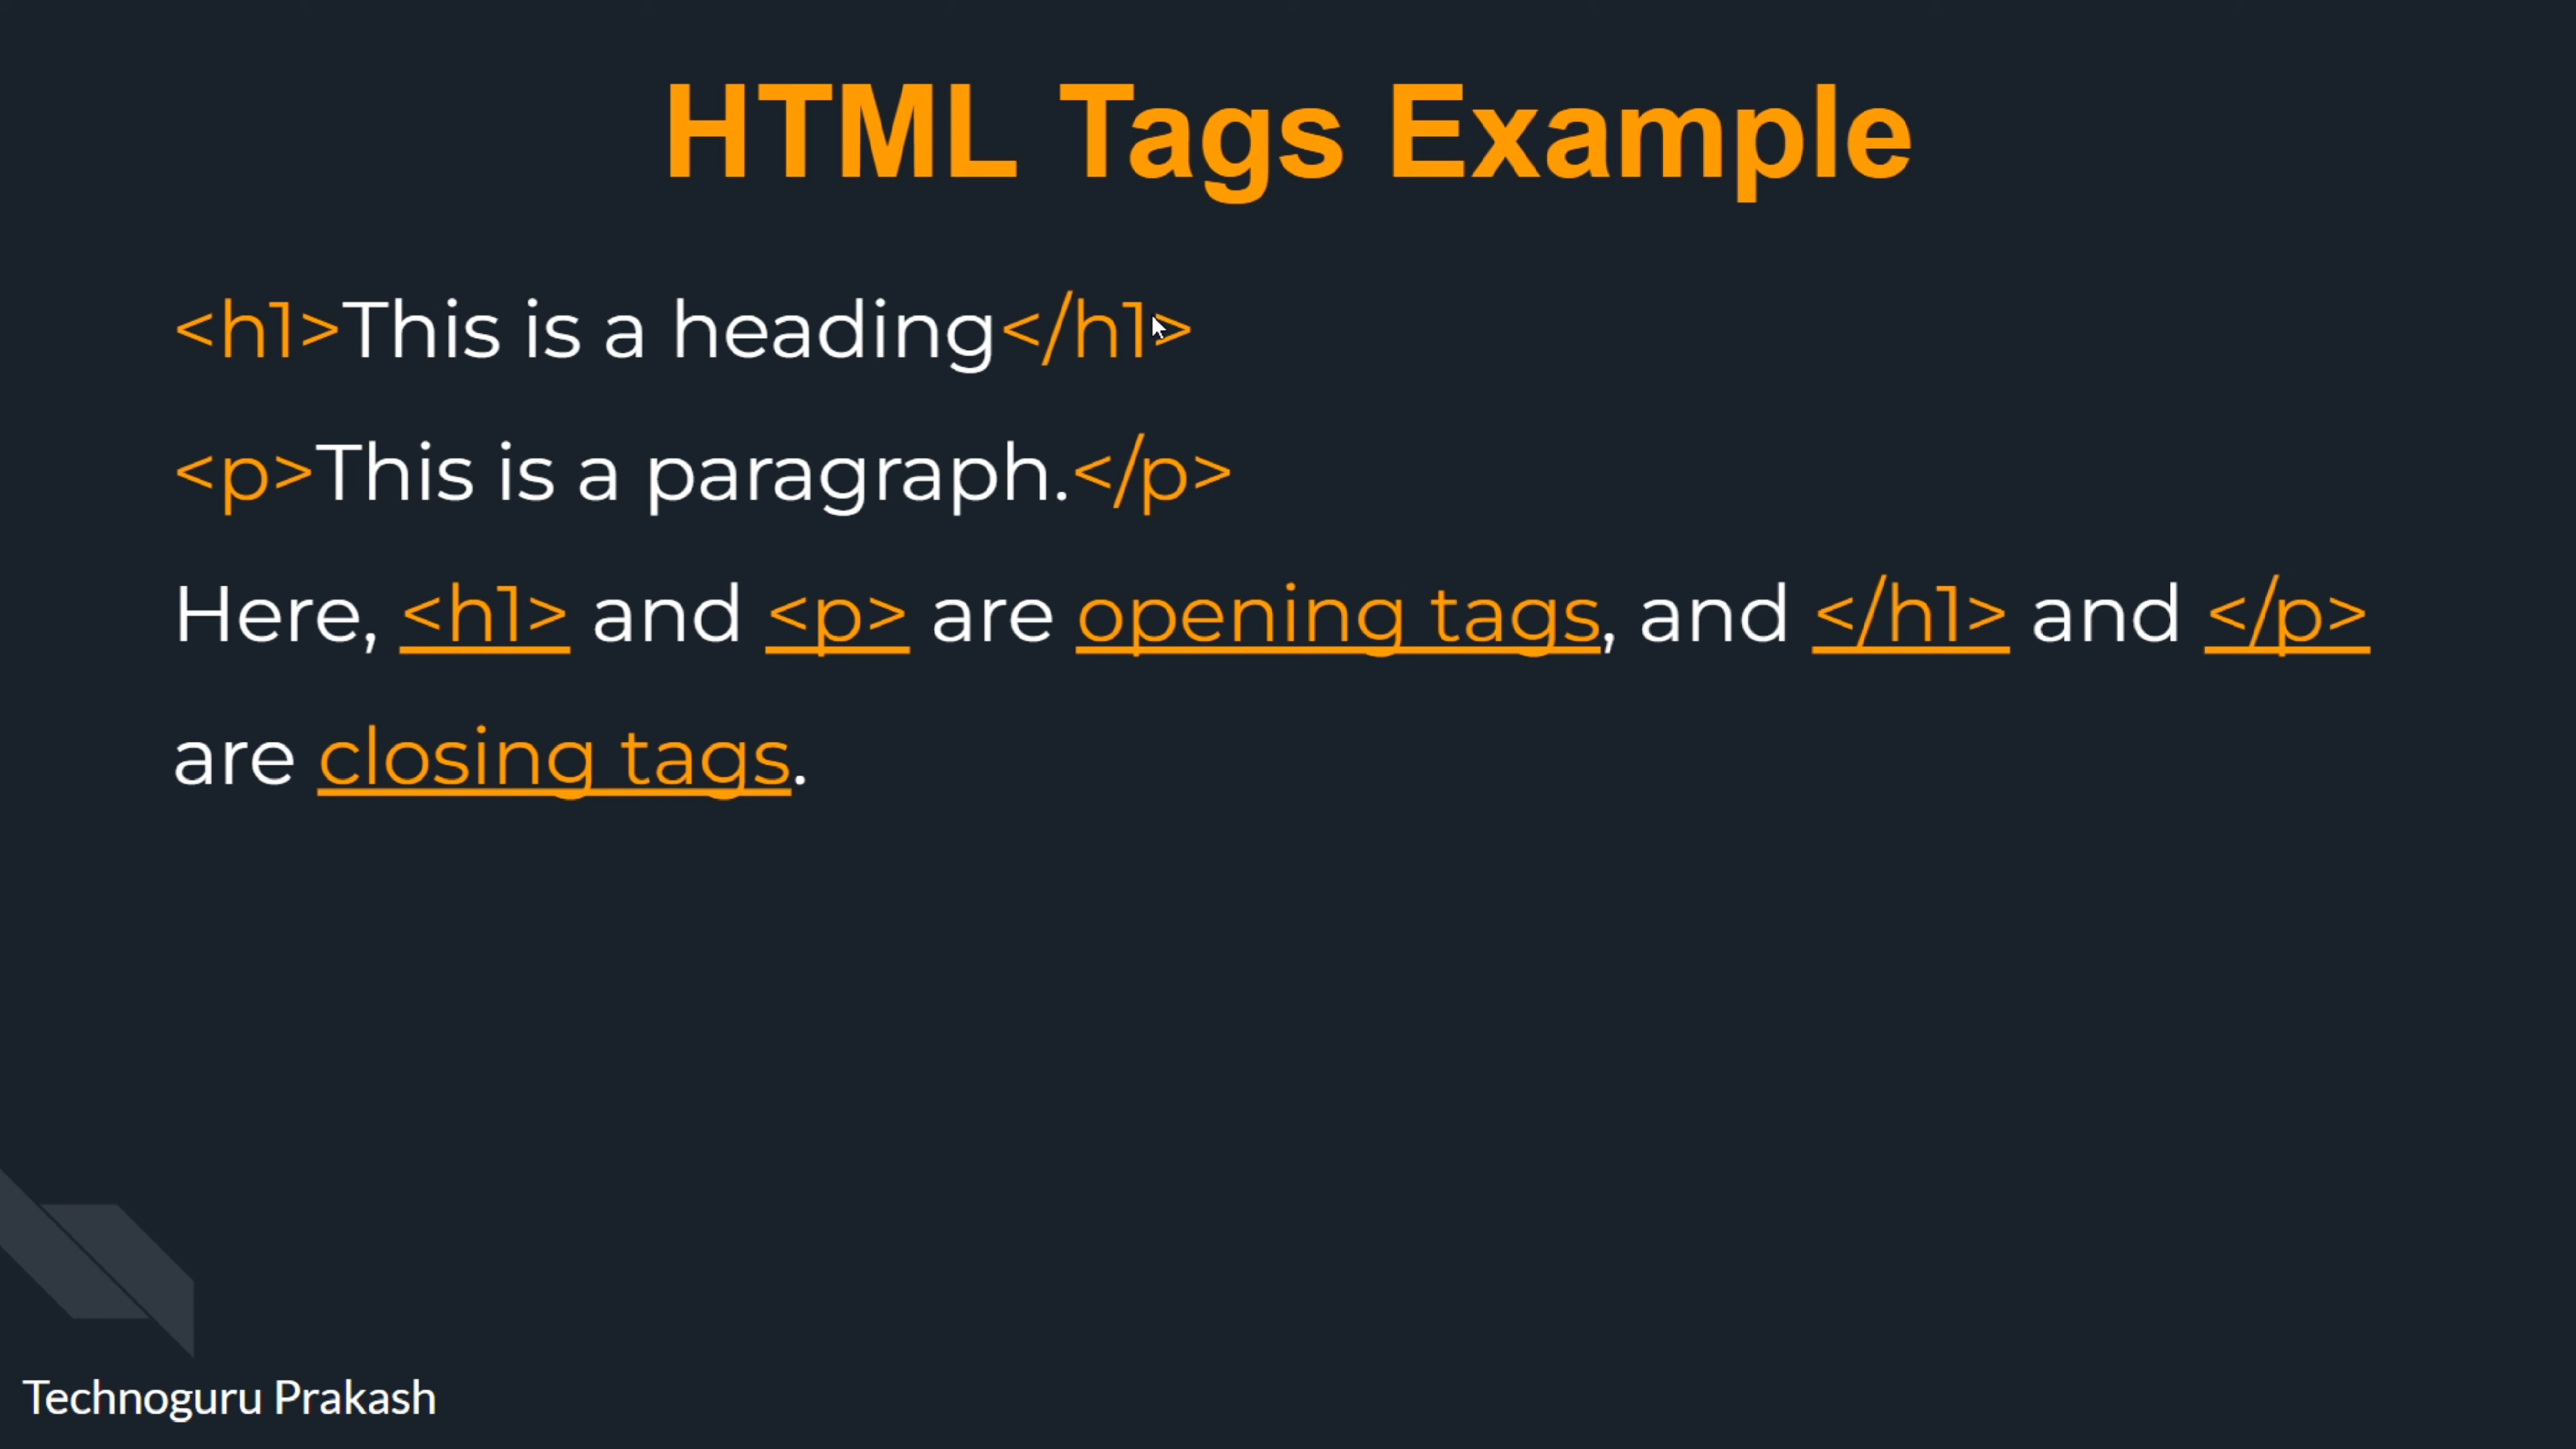 HTML Tags Example
<h1>This is a heading</h1>
<p>This is a paragraph.</p>
Here, <h1> and <p> are opening tags, and </h1> and </p>
are closing tags.
Technoguru Prakash